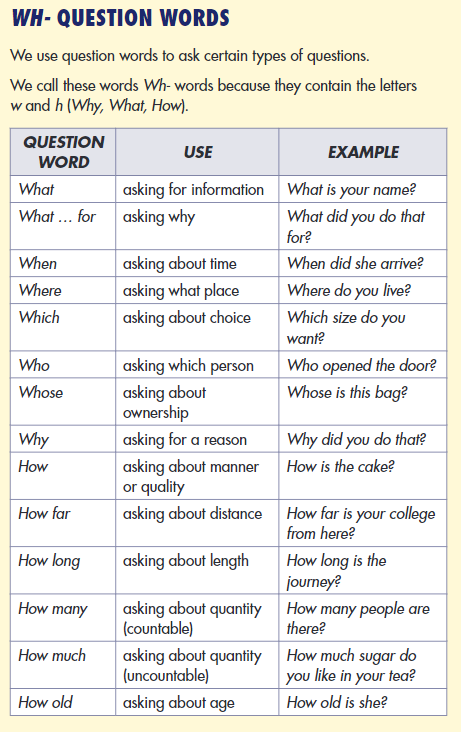 WH- QUESTION WORDS
We use question words to ask certain types of questions.
We call these words Wh- words because they contain the letters
w and h (Why, What, How).
QUESTION WORD USE EXAMPLE
What asking for information What is your name?
What … for asking why What did you do that for?
When asking about time When did she arrive?
Where asking what place Where do you live?
Which asking about choice Which size do you want?
Who asking which person Who opened the door?
Whose asking about ownership Whose is this bag?
Why asking for a reason Why did you do that?
How asking about manner or quality How is the cake?
How far asking about distance How far is your college from here?
How long asking about length How long is the journey?
How many asking about quantity (countable) How many people are there?
How much asking about quantity (uncountable) How much sugar do you like in your tea?
How old asking about age How old is she?